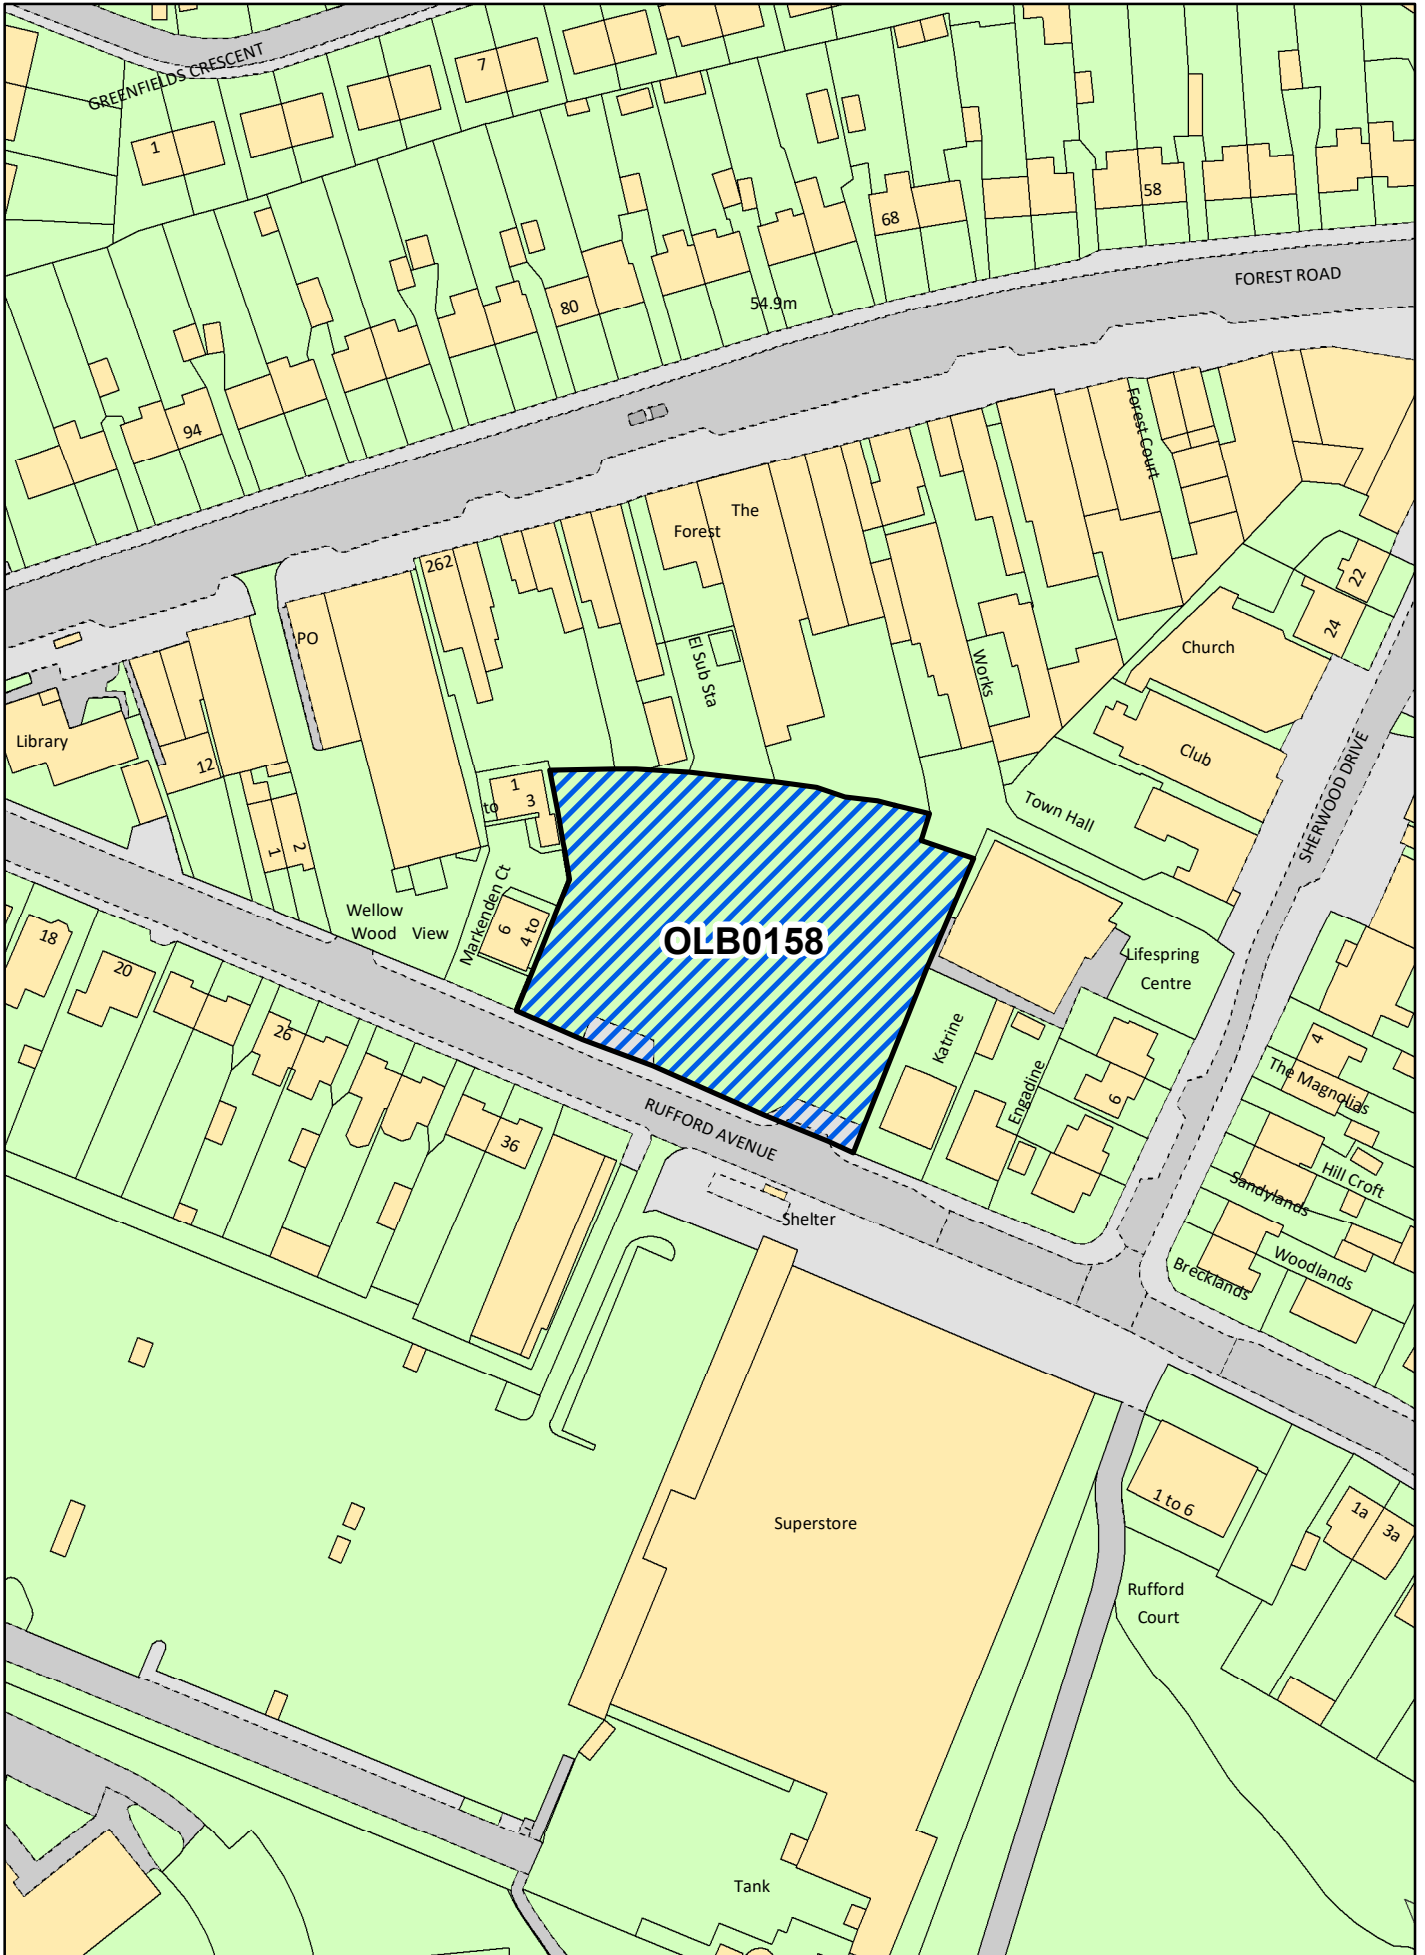 GREENFIELDS CRESCENT
7
1
58
68
FOREST ROAD
80
54.9m
94
Forest Court
The
Forest
262
22
24
PO
Church
El Sub Sta
Works
Library
Club
12
SHERWOOD DRIVE
1
to
3
Town Hall
1
2
Markenden Ct
Wellow
Wood View
6
4 to
OLB0158
18
20
Lifespring
Centre
26
Katrine
4
The Magnolias
Engadine
6
RUFFORD AVENUE
36
Hill Croft
Sandylands
Shelter
Woodlands
Brecklands
1 to 6
1a
3a
Superstore
Rufford
Court
Tank